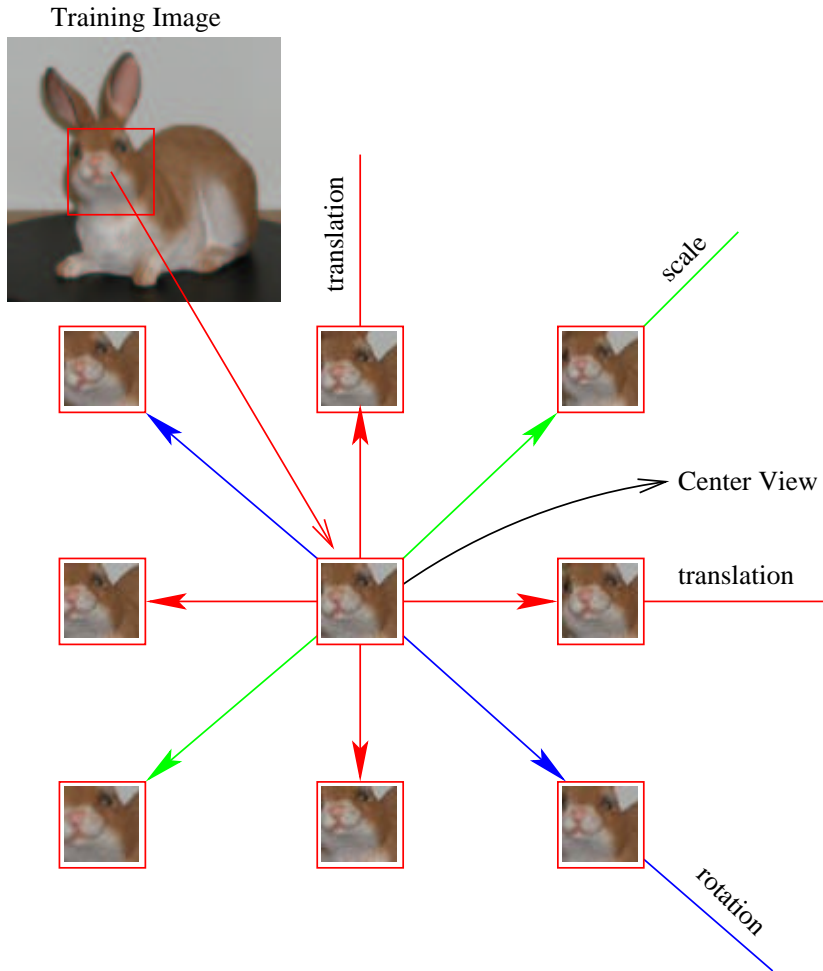 Training Image
translation
scale
Center View
translation
rotation